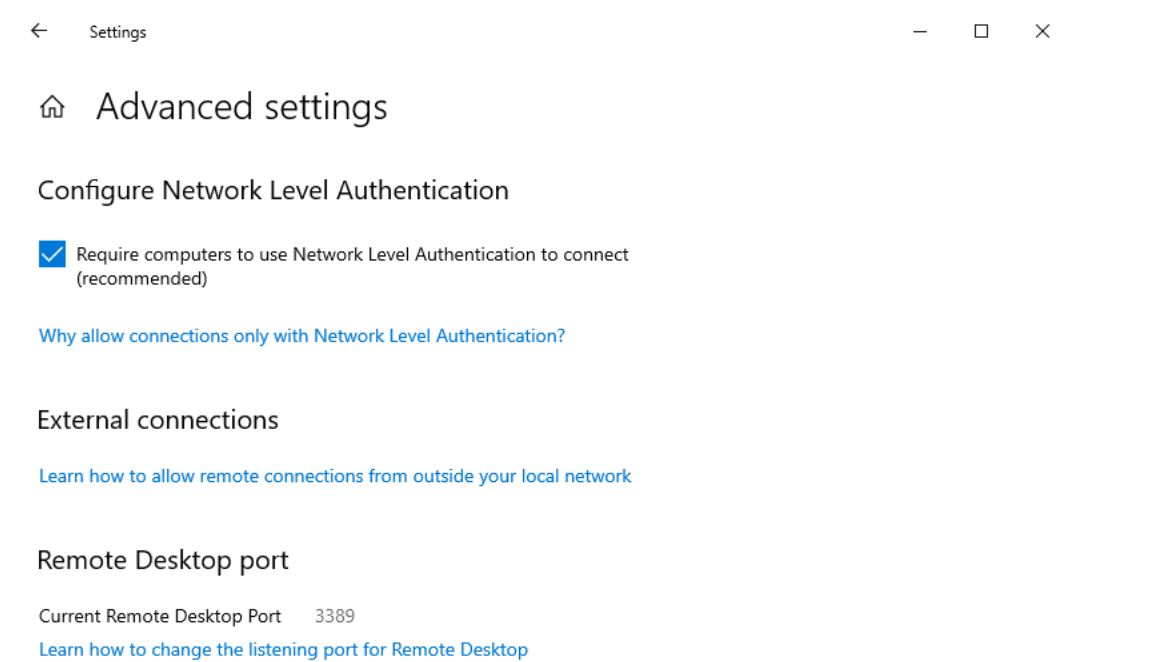 Settings
Advanced settings
Configure Network Level Authentication
Require computers to use Network Level Authentication to connect
(recommended)
Why allow connections only with Network Level Authentication?
External connections
Learn how to allow remote connections from outside your local network
Remote Desktop port
Current Remote Desktop Port 3389
Learn how to change the listening port for Remote Desktop